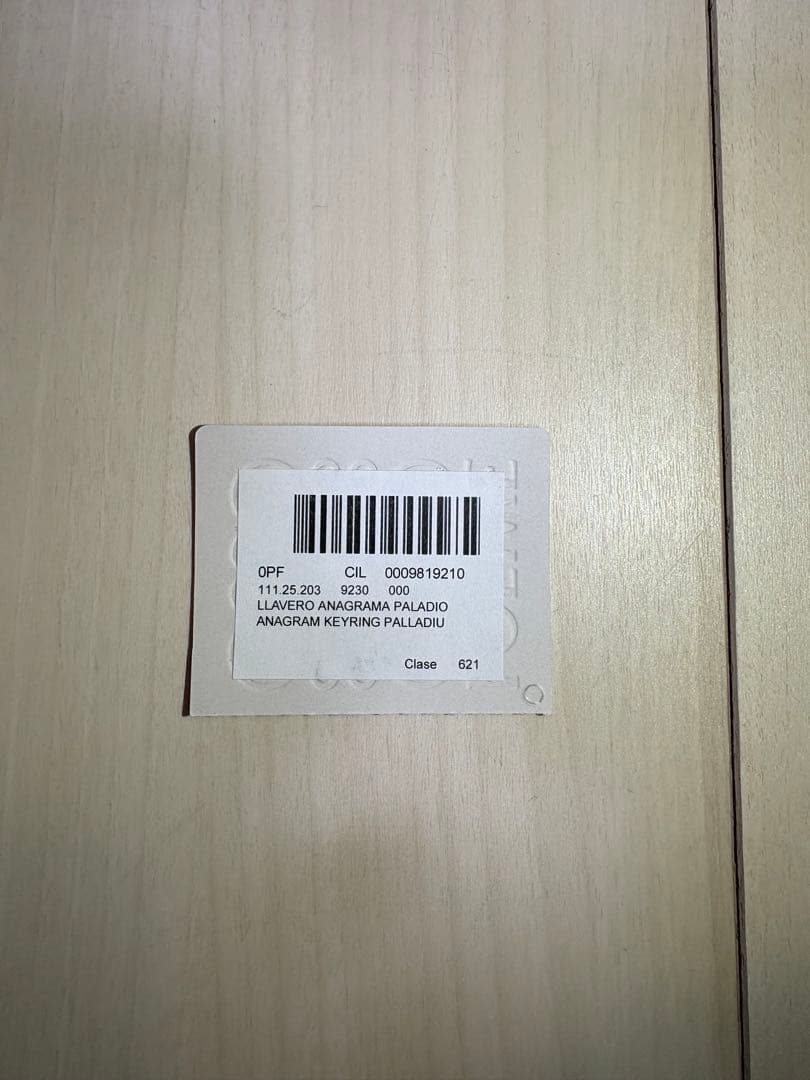 0PF CIL 0009819210
111.25.203 9230 000
LLAVERO ANAGRAMA PALADIO
ANAGRAM KEYRING PALLADIU
Clase 621